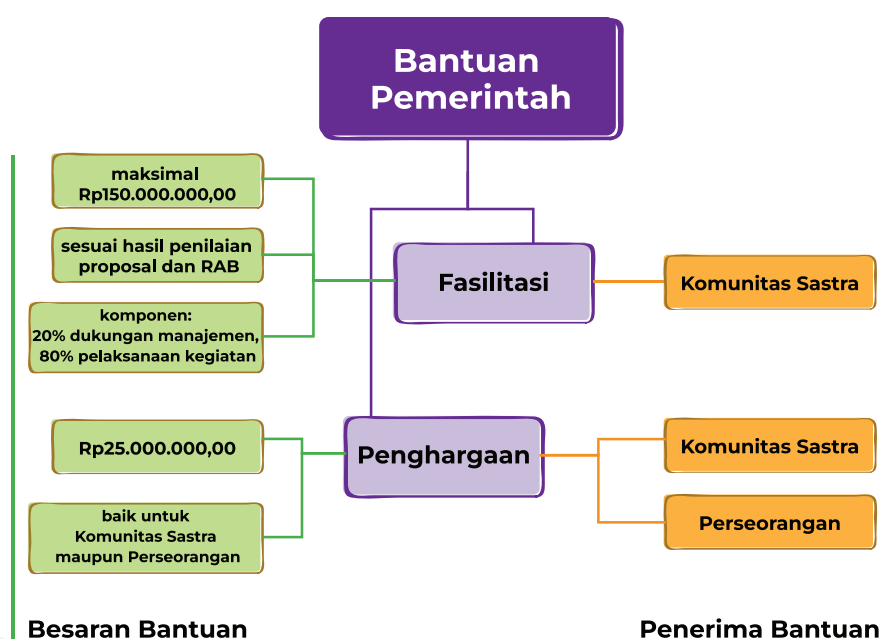 Bantuan
Pemerintah
maksimal
Rp150.000.000,00
sesuai hasil penilaian
proposal dan RAB
komponen:
20% dukungan manajemen,
80% pelaksanaan kegiatan
Fasilitasi
Komunitas Sastra
Rp25.000.000,00
baik untuk
Komunitas Sastra
maupun Perseorangan
Penghargaan
Komunitas Sastra
Perseorangan
Besaran Bantuan
Penerima Bantuan